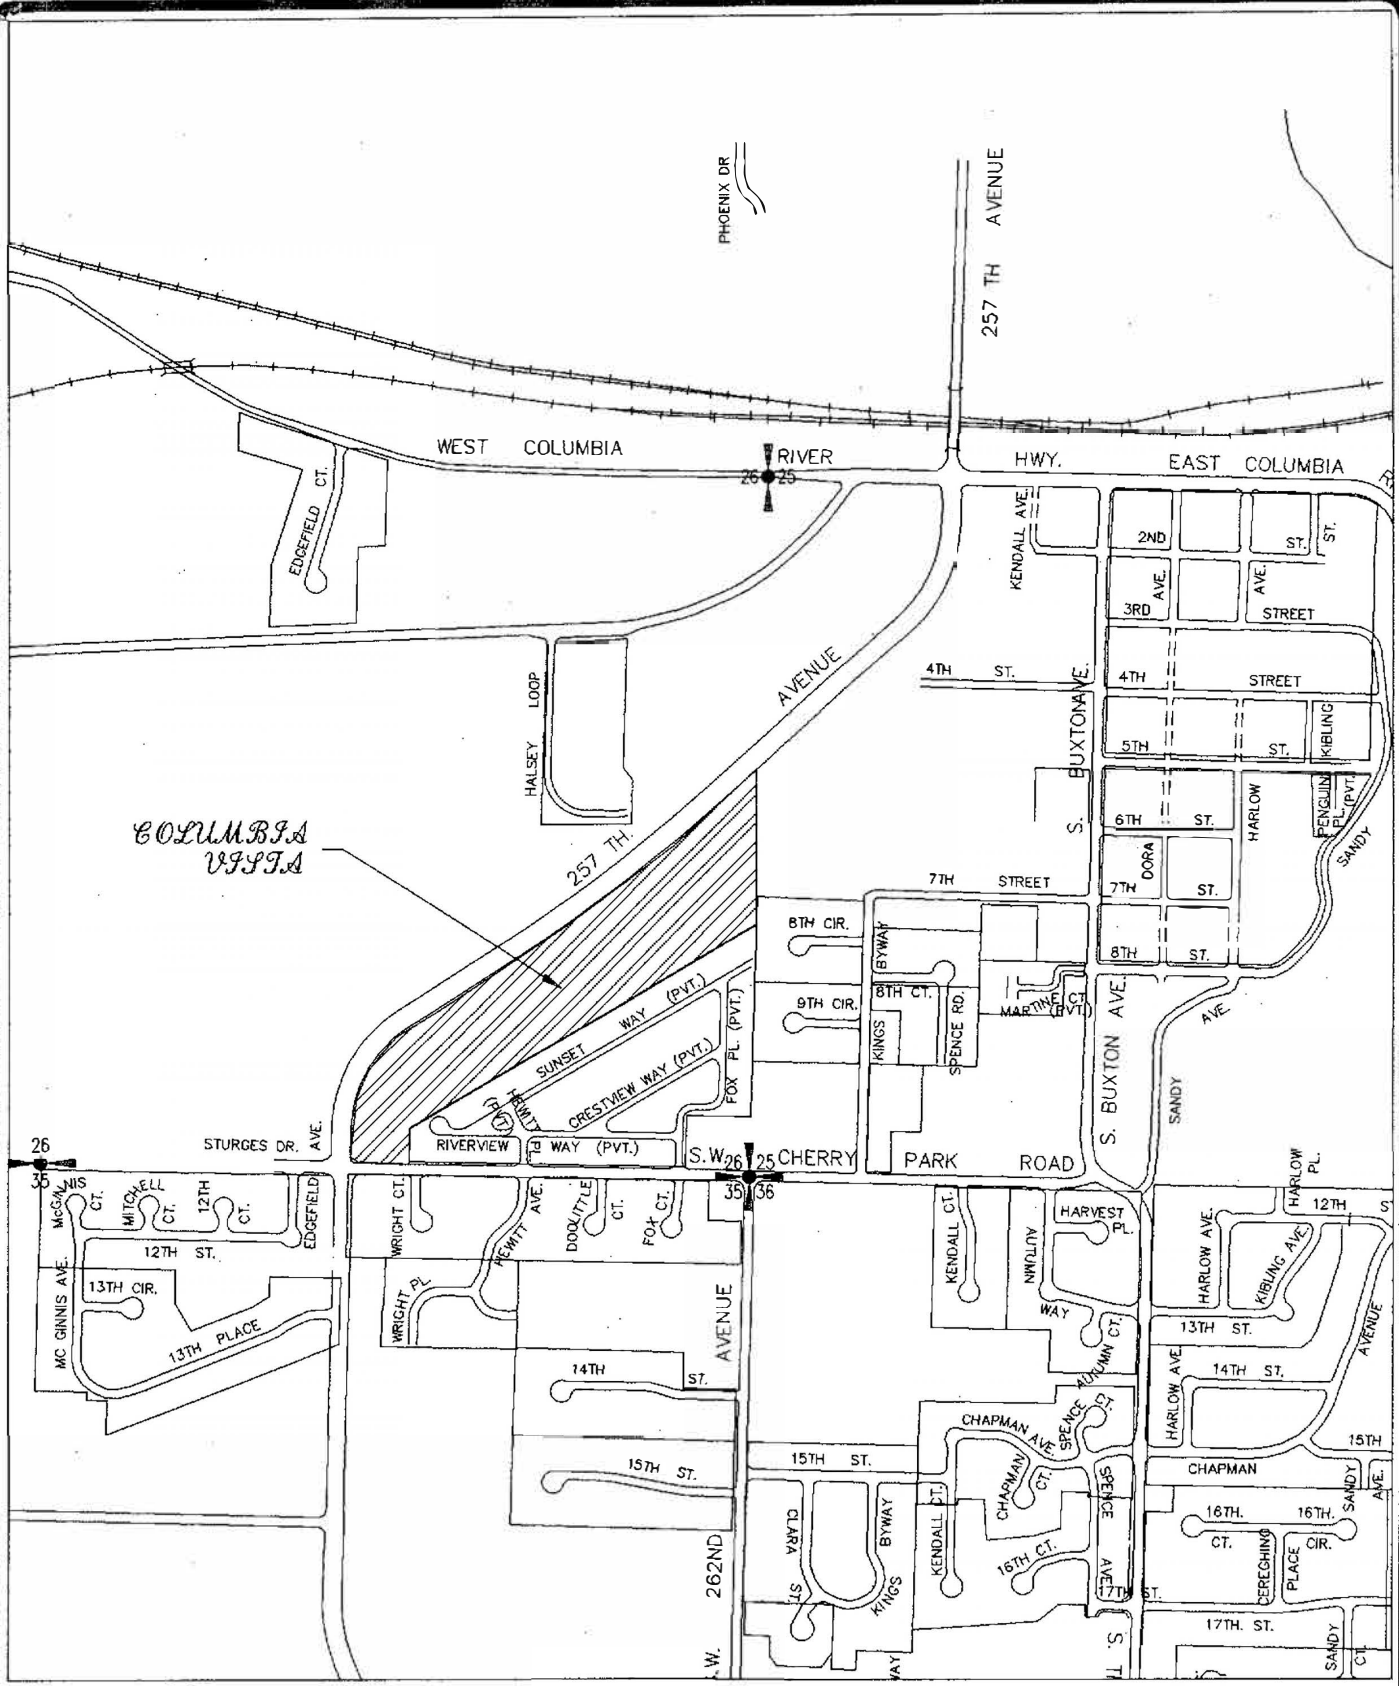 PHOENIX DR
257 TH AVENUE
WEST COLUMBIA RIVER HWY. EAST COLUMBIA
26 25
EDGEFIELD CT.
KENDALL AVE.
2ND ST.
ST.
AVE.
AVE.
3RD STREET
HALSEY LOOP
257 TH. AVENUE
4TH ST.
4TH STREET
S. BUXTON AVE.
5TH ST.
KIBLING
PENGUIN PL. (PVT.)
6TH ST.
HARLOW
SANDY
DORA
COLUMBIA
VISTA
7TH STREET
7TH ST.
8TH CIR.
BYWAY
8TH ST.
8TH CT.
9TH CIR.
KINGS
SPENCE RD.
MARTINE CT.
(PVT.)
AVE.
S. BUXTON AVE.
SANDY
SUNSET WAY (PVT.)
CRESTVIEW WAY (PVT.)
FOX PL. (PVT.)
HEWITT PL.
(PVT.)
RIVERVIEW WAY (PVT.)
STURGES DR. AVE.
26
35
S.W. CHERRY PARK ROAD
26 25
35 36
McGINNIS CT.
MITCHELL CT.
12TH CT.
EDGEFIELD
12TH ST.
MC GINNIS AVE.
13TH CIR.
13TH PLACE
WRIGHT CT.
HEWITT AVE.
DOOLITTLE CT.
FOX CT.
WRIGHT PL.
KENDALL CT.
AUTUMN WAY
HARVEST PL.
HARLOW PL.
12TH S
HARLOW AVE.
KIBLING AVE.
13TH ST.
AUTUMN CT.
AVENUE
14TH ST.
14TH ST.
HARLOW AVE.
15TH ST.
15TH ST.
CHAPMAN AVE.
SPENCE CT.
CHAPMAN CT.
15TH
CHAPMAN
SANDY AVE.
SPENCE AVE.
CLARA ST.
BYWAY
KINGS
KENDALL CT.
16TH CT.
16TH. CT.
16TH. CIR.
CEREGHINO PLACE
17TH ST.
17TH. ST.
SANDY CT.
.W. 262ND AVENUE
WAY